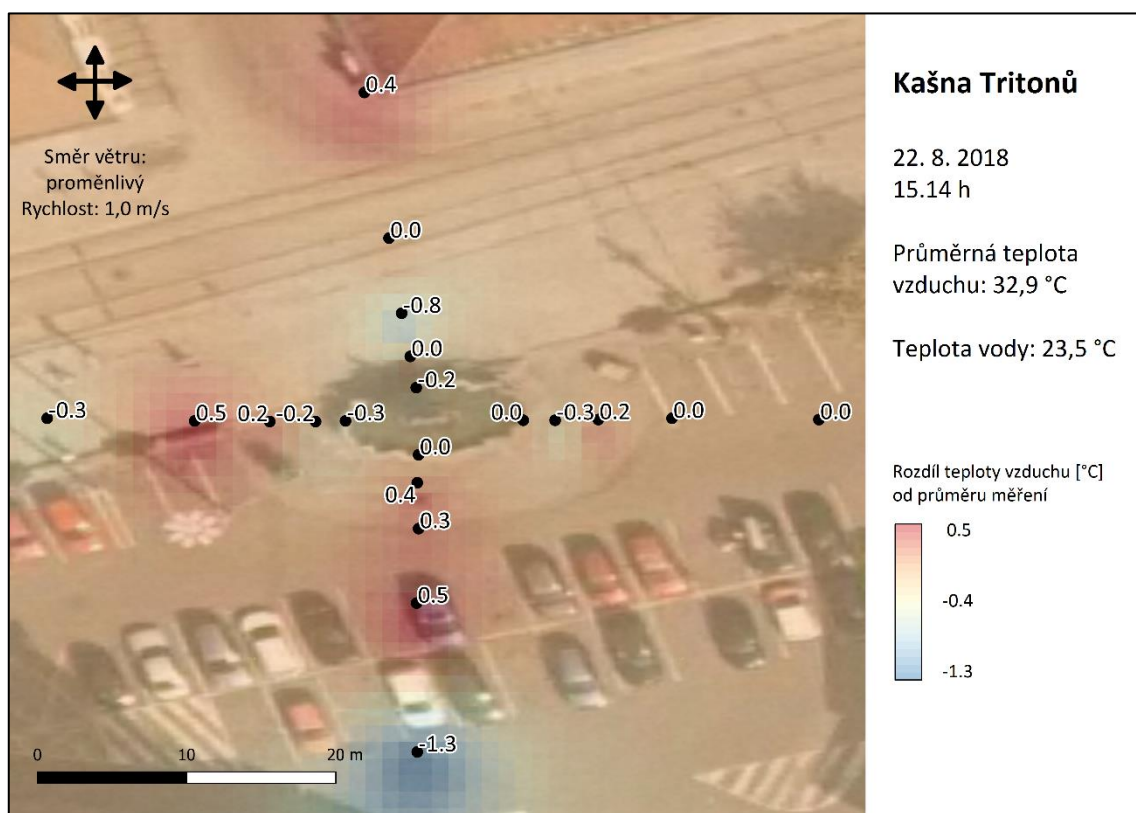 Směr větru:
proměnlivý
Rychlost: 1,0 m/s
0.4
0.0
-0.8
0.0
-0.2
-0.3
0.5
0.2
-0.2
-0.3
0.0
-0.3
0.2
0.0
0.0
0.0
0.4
0.3
0.5
-1.3
0 10 20 m
Kašna Tritonů
22. 8. 2018
15.14 h
Průměrná teplota
vzduchu: 32,9 °C
Teplota vody: 23,5 °C
Rozdíl teploty vzduchu [°C]
od průměru měření
0.5
-0.4
-1.3